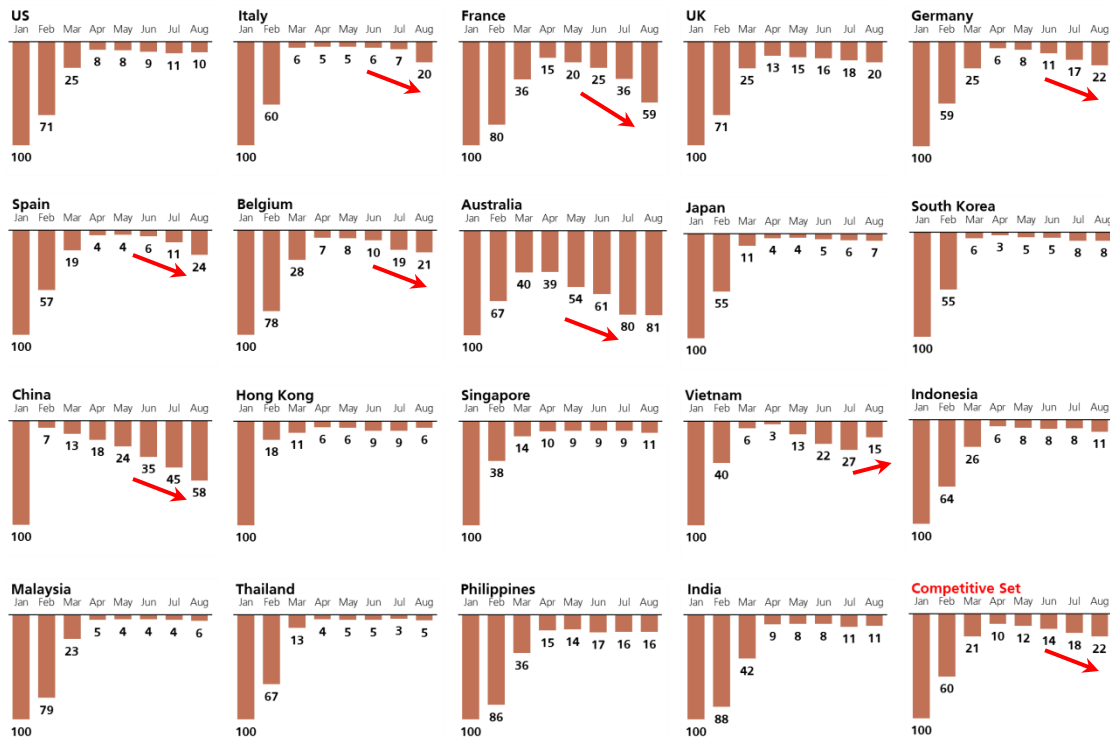 US
Jan Feb Mar Apr May Jun Jul Aug
100 71 25 8 8 9 11 10
Italy
Jan Feb Mar Apr May Jun Jul Aug
100 60 6 5 5 6 7 20
France
Jan Feb Mar Apr May Jun Jul Aug
100 80 36 15 20 25 36 59
UK
Jan Feb Mar Apr May Jun Jul Aug
100 71 25 13 15 16 18 20
Germany
Jan Feb Mar Apr May Jun Jul Aug
100 59 25 6 8 11 17 22
Spain
Jan Feb Mar Apr May Jun Jul Aug
100 57 19 4 4 6 11 24
Belgium
Jan Feb Mar Apr May Jun Jul Aug
100 78 28 7 8 10 19 21
Australia
Jan Feb Mar Apr May Jun Jul Aug
100 67 40 39 54 61 80 81
Japan
Jan Feb Mar Apr May Jun Jul Aug
100 55 11 4 4 5 6 7
South Korea
Jan Feb Mar Apr May Jun Jul Aug
100 55 6 3 5 5 8 8
China
Jan Feb Mar Apr May Jun Jul Aug
100 7 13 18 24 35 45 58
Hong Kong
Jan Feb Mar Apr May Jun Jul Aug
100 18 11 6 6 9 9 6
Singapore
Jan Feb Mar Apr May Jun Jul Aug
100 38 14 10 9 9 9 11
Vietnam
Jan Feb Mar Apr May Jun Jul Aug
100 40 6 3 13 22 27 15
Indonesia
Jan Feb Mar Apr May Jun Jul Aug
100 64 26 6 8 8 8 11
Malaysia
Jan Feb Mar Apr May Jun Jul Aug
100 79 23 5 4 4 4 6
Thailand
Jan Feb Mar Apr May Jun Jul Aug
100 67 13 4 5 5 3 5
Philippines
Jan Feb Mar Apr May Jun Jul Aug
100 86 36 15 14 17 16 16
India
Jan Feb Mar Apr May Jun Jul Aug
100 88 42 9 8 8 11 11
Competitive Set
Jan Feb Mar Apr May Jun Jul Aug
100 60 21 10 12 14 18 22